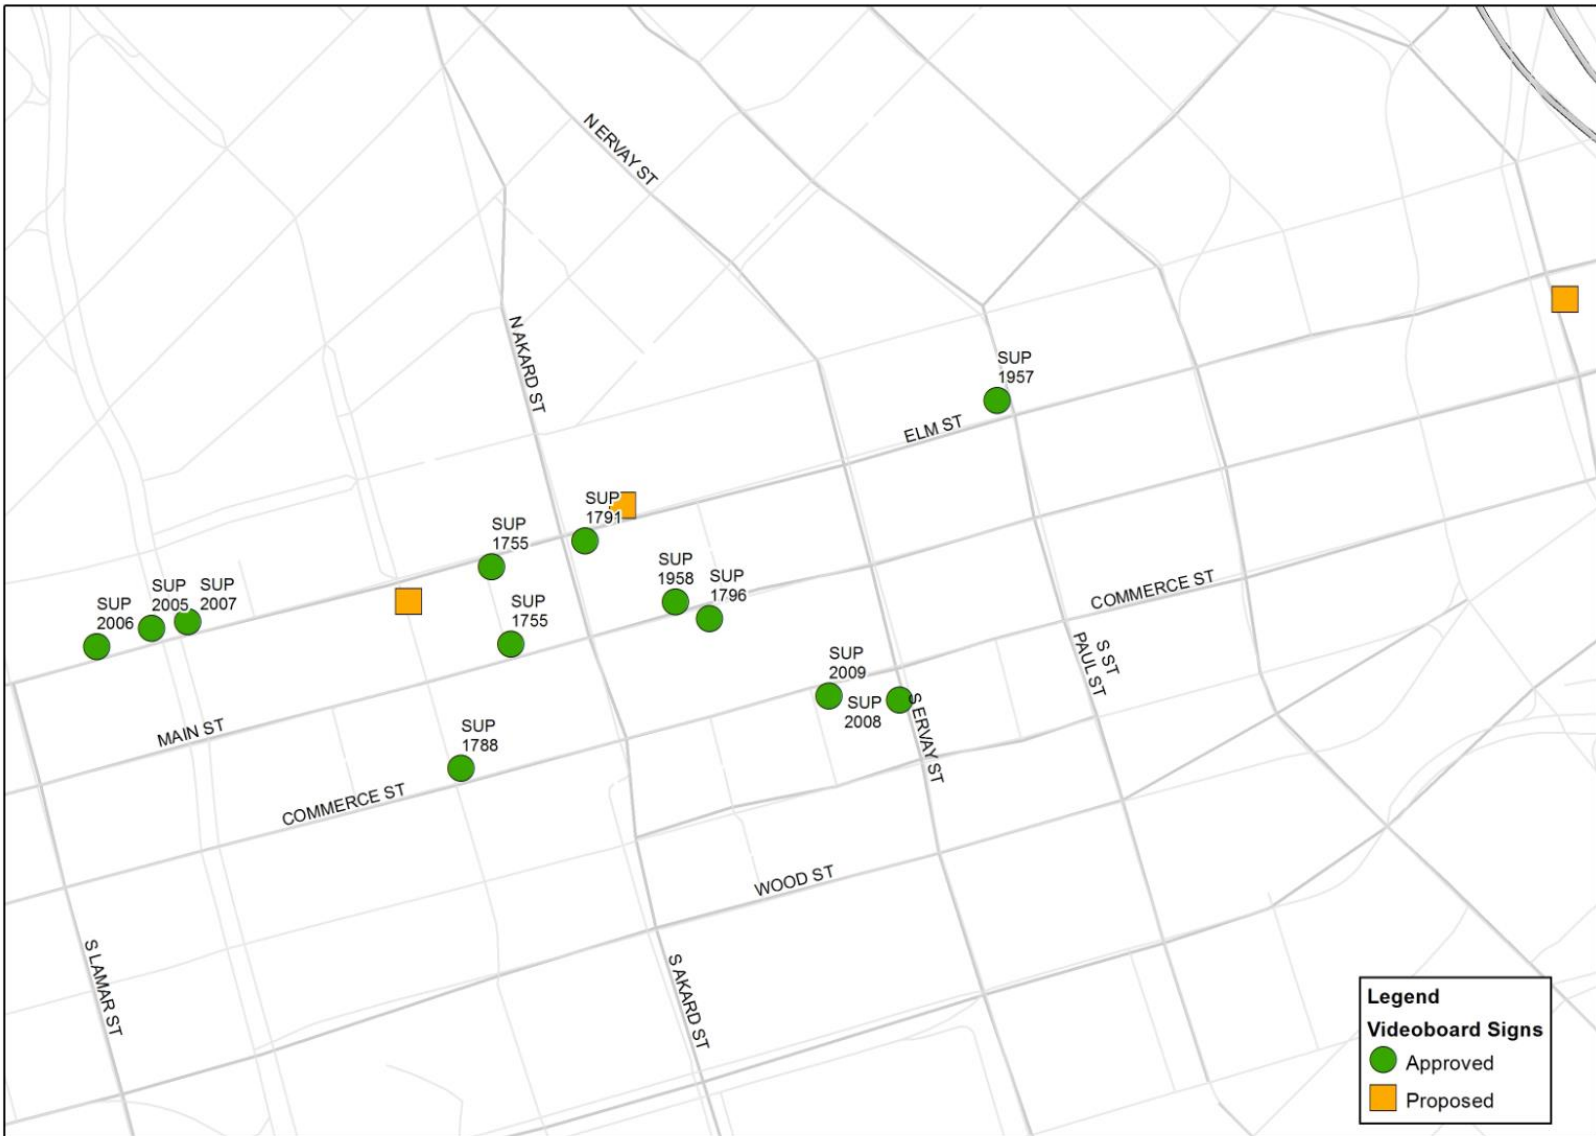 N ERVAY ST
N AKARD ST
SUP
1957
ELM ST
SUP
1791
SUP
1755
SUP
1958
SUP
1796
SUP
2007
SUP
2005
SUP
2006
SUP
1755
COMMERCE ST
S ST
PAUL ST
SUP
2009
SUP
2008
S ERVAY ST
MAIN ST
SUP
1788
COMMERCE ST
WOOD ST
S LAMAR ST
S AKARD ST
Legend
Videoboard Signs
Approved
Proposed